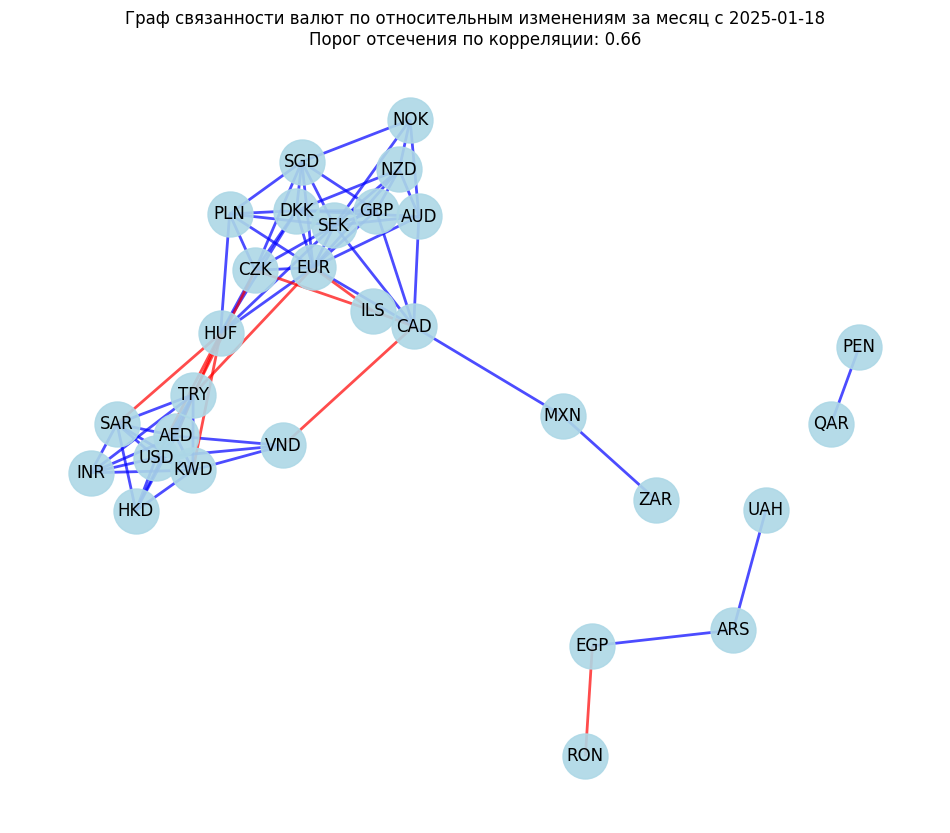 Граф связанности валют по относительным изменениям за месяц с 2025-01-18
Порог отсечения по корреляции: 0.66
NOK
SGD
NZD
PLN
DKK
GBP
AUD
SEK
CZK
EUR
ILS
CAD
HUF
PEN
TRY
SAR
AED
VND
MXN
QAR
INR
USD
KWD
HKD
ZAR
UAH
ARS
EGP
RON